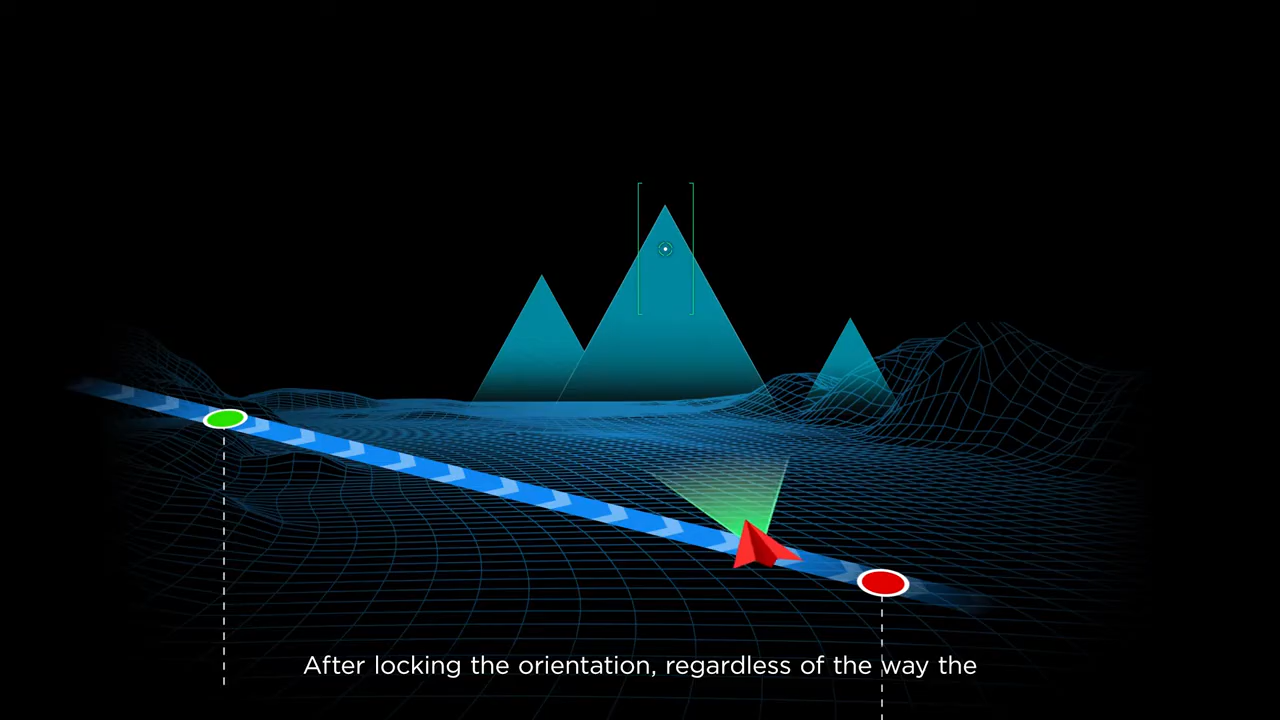 After locking the orientation, regardless of the way the